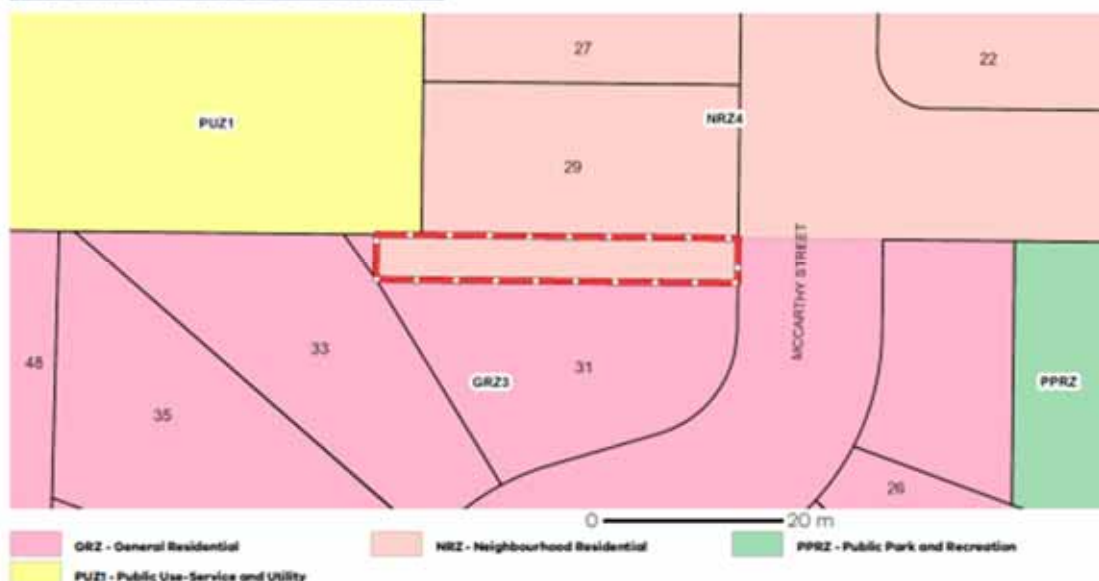 27
22
PUZ1
NRZ4
29
MCCARTHY STREET
48
33
31
GRZ3
PPRZ
35
26
0 20 m
GRZ - General Residential
NRZ - Neighbourhood Residential
PPRZ - Public Park and Recreation
PUZ1 - Public Use-Service and Utility